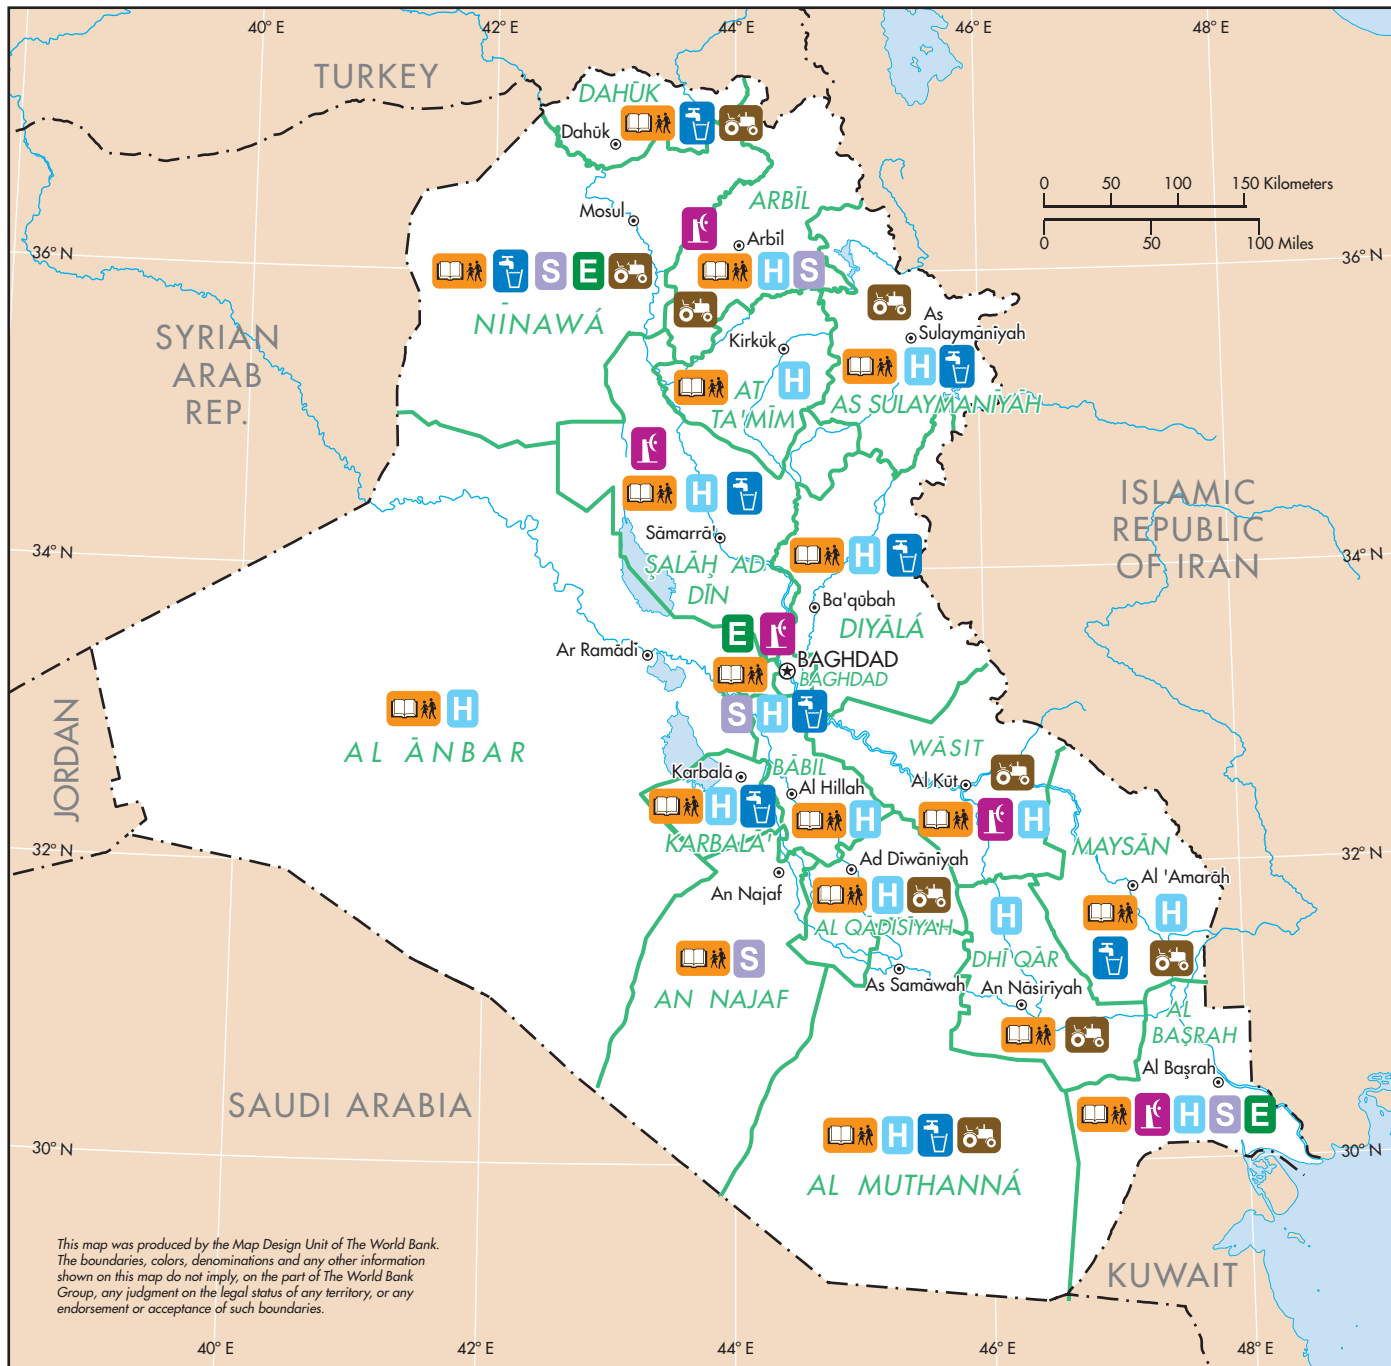 40° E
42° E
44° E
46° E
48° E
TURKEY
DAHŪK
Dahūk
0 50 100 150 Kilometers
0 50 100 Miles
ARBĪL
Mosul
Arbīl
36° N
36° N
S
E
H
S
NĪNAWÁ
SYRIAN
ARAB
REP.
As
Sulaymānīyah
Kirkūk
H
H
AT
TA'MĪM
AS SULAYMANĪYAH
H
ISLAMIC
REPUBLIC
OF IRAN
Sāmarrā'
34° N
34° N
H
ṢALĀḤ AD
DĪN
Ba'qūbah
DIYĀLÁ
E
Ar Ramādī
BAGHDAD
BAGHDAD
S
H
H
AL ĀNBAR
JORDAN
WĀSIT
BĀBIL
Karbalā
Al Hillah
Al Kūt
H
H
H
KARBALĀ'
MAYSĀN
32° N
32° N
Ad Dīwānīyah
An Najaf
Al 'Amarāh
H
H
H
AL QĀDISĪYAH
DHĪ QĀR
S
AN NAJAF
As Samāwah
An Nāsirīyah
AL
BAṢRAH
Al Baṣrah
SAUDI ARABIA
H
S
E
H
30° N
30° N
AL MUTHANNÁ
KUWAIT
This map was produced by the Map Design Unit of The World Bank.
The boundaries, colors, denominations and any other information
shown on this map do not imply, on the part of The World Bank
Group, any judgment on the legal status of any territory, or any
endorsement or acceptance of such boundaries.
40° E
42° E
44° E
46° E
48° E